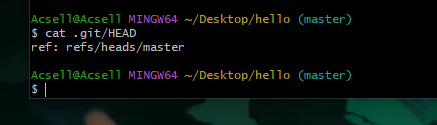 Acsell@Acsell MINGW64 ~/Desktop/hello (master)
$ cat .git/HEAD
ref: refs/heads/master
Acsell@Acsell MINGW64 ~/Desktop/hello (master)
$